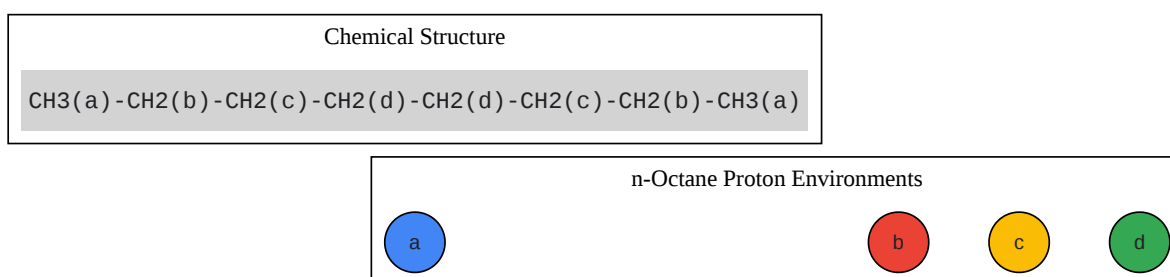 Chemical Structure
CH3(a)-CH2(b)-CH2(c)-CH2(d)-CH2(d)-CH2(c)-CH2(b)-CH3(a)
n-Octane Proton Environments
a b c d